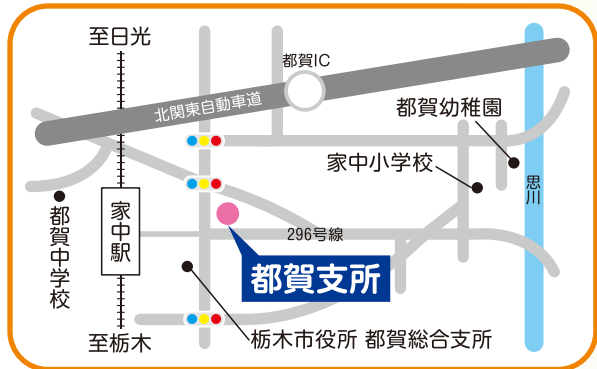 至日光
都賀IC
北関東自動車道
都賀幼稚園
家中小学校
思川
都賀中学校
家中駅
296号線
都賀支所
至栃木
栃木市役所 都賀総合支所